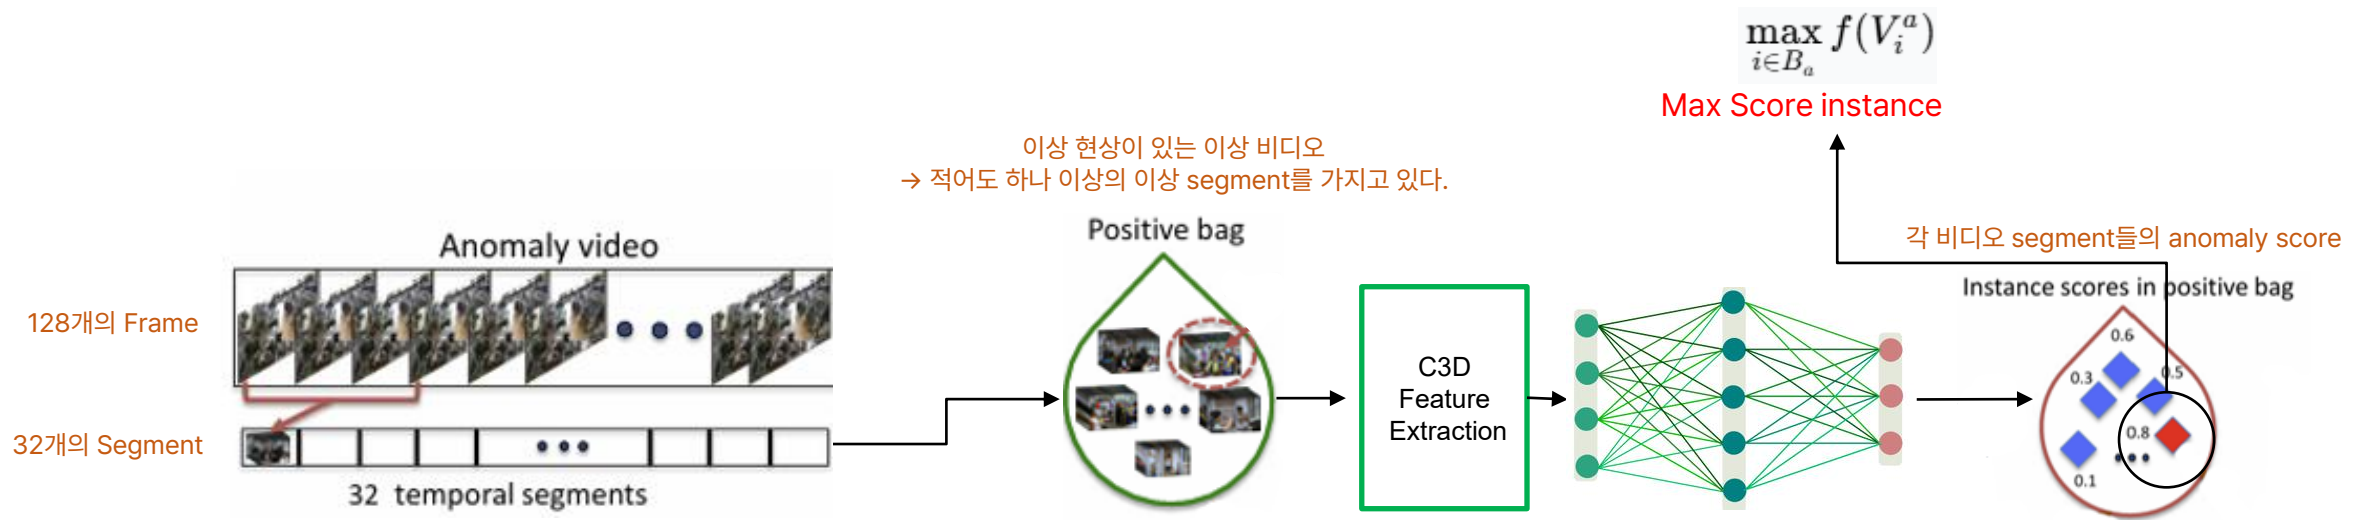 max f(V_i^a)
i∈B_a
Max Score instance
이상 현상이 있는 이상 비디오
→ 적어도 하나 이상의 이상 segment를 가지고 있다.
Positive bag
Anomaly video
각 비디오 segment들의 anomaly score
Instance scores in positive bag
128개의 Frame
32개의 Segment
32 temporal segments
C3D
Feature
Extraction
0.6
0.3
0.5
0.8
0.1